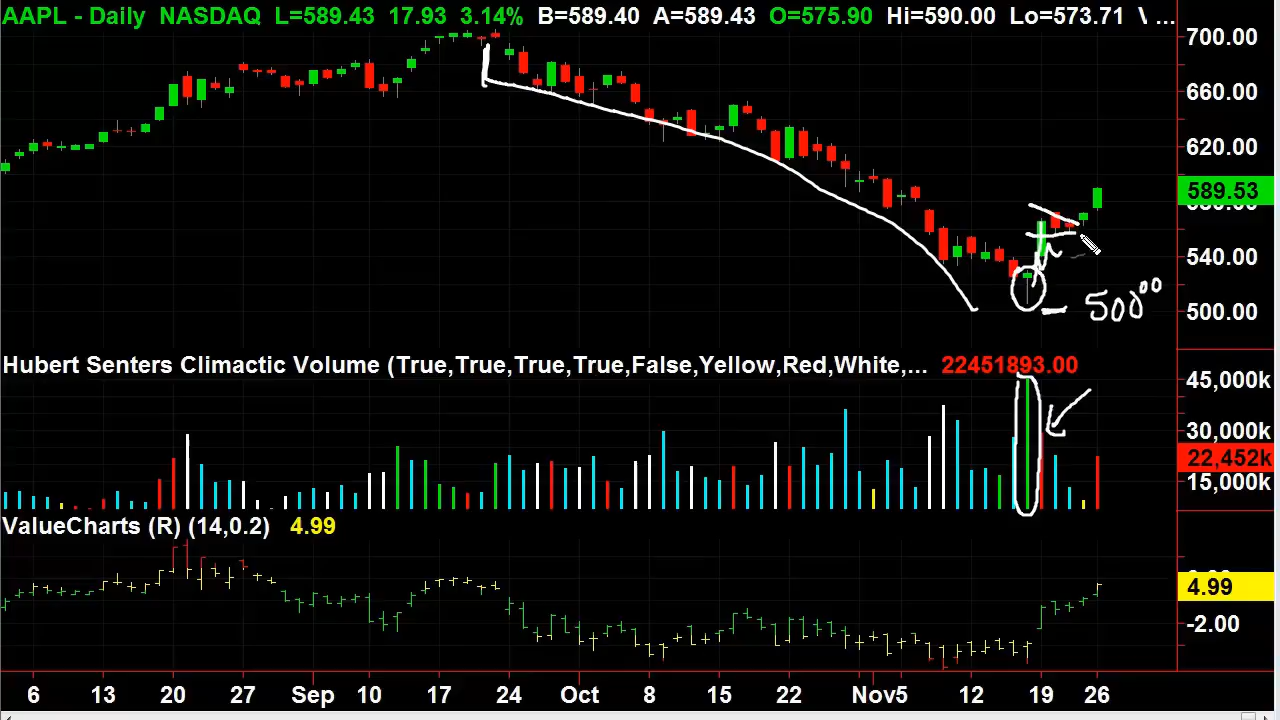 AAPL - Daily NASDAQ L=589.43 17.93 3.14% B=589.40 A=589.43 O=575.90 Hi=590.00 Lo=573.71 \ ...
700.00
660.00
620.00
589.53
540.00
500⁰⁰
500.00
Hubert Senters Climactic Volume (True,True,True,True,False,Yellow,Red,White,... 22451893.00
45,000k
30,000k
22,452k
15,000k
ValueCharts (R) (14,0.2) 4.99
4.99
-2.00
6 13 20 27 Sep 10 17 24 Oct 8 15 22 Nov5 12 19 26